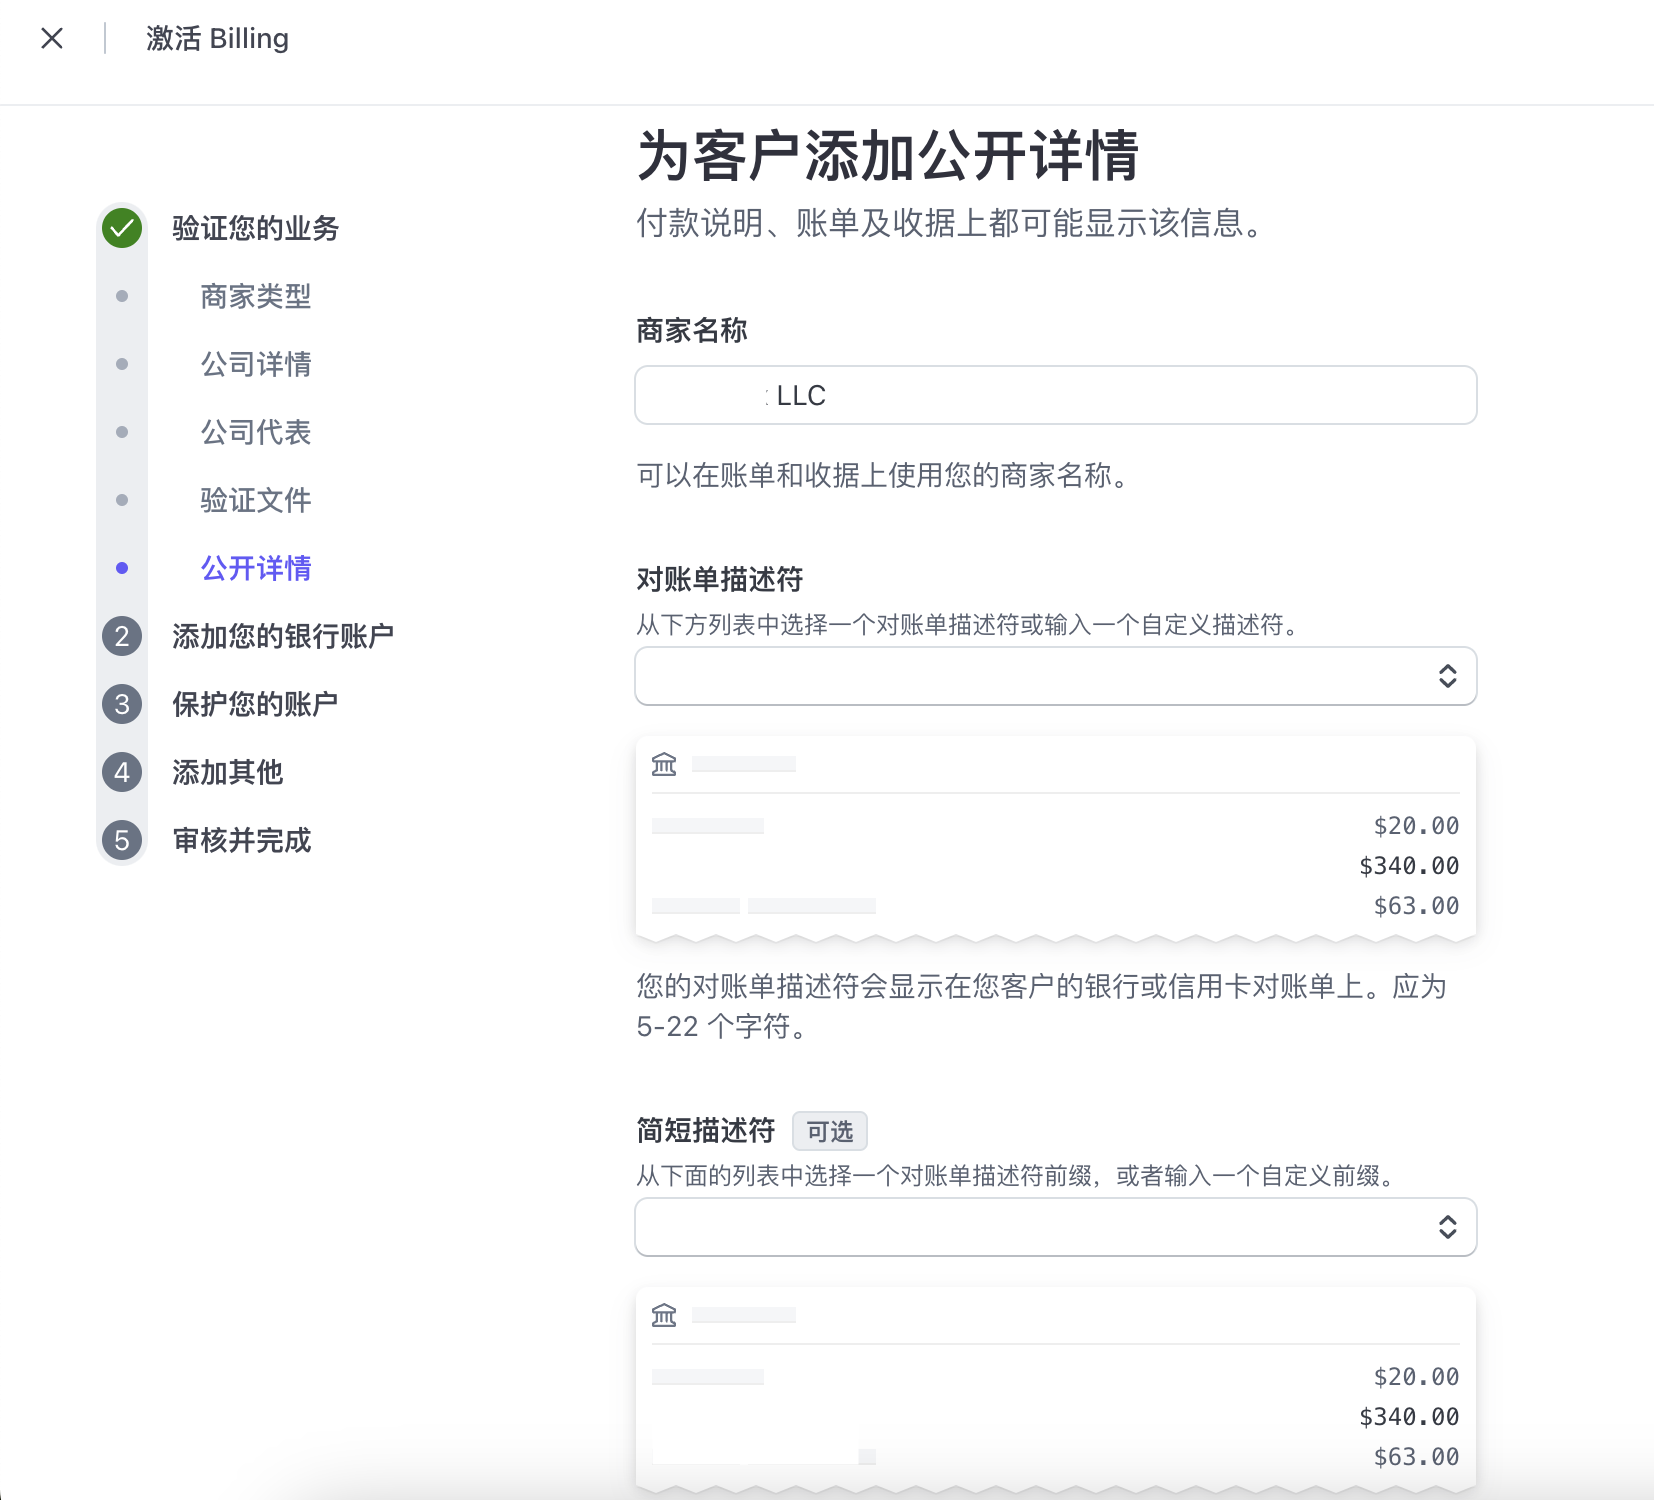 激活 Billing
为客户添加公开详情
付款说明、账单及收据上都可能显示该信息。
验证您的业务
商家类型
公司详情
公司代表
验证文件
公开详情
2 添加您的银行账户
3 保护您的账户
4 添加其他
5 审核并完成
商家名称
LLC
可以在账单和收据上使用您的商家名称。
对账单描述符
从下方列表中选择一个对账单描述符或输入一个自定义描述符。
$20.00
$340.00
$63.00
您的对账单描述符会显示在您客户的银行或信用卡对账单上。应为
5-22 个字符。
简短描述符 可选
从下面的列表中选择一个对账单描述符前缀，或者输入一个自定义前缀。
$20.00
$340.00
$63.00